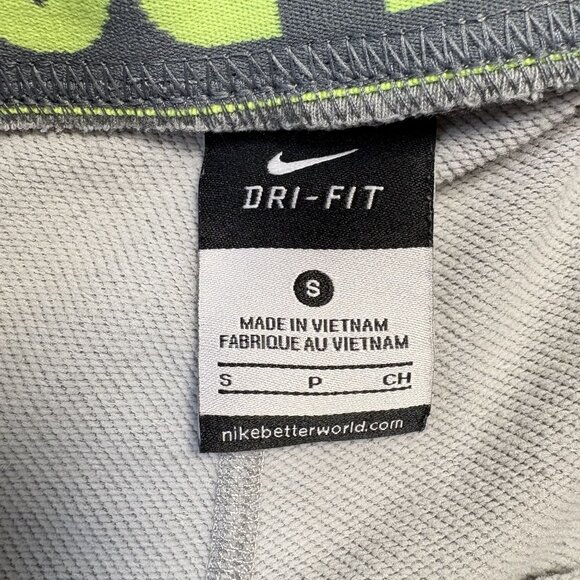 DRI-FIT
S
MADE IN VIETNAM
FABRIQUE AU VIETNAM
S P CH
nikebetterworld.com